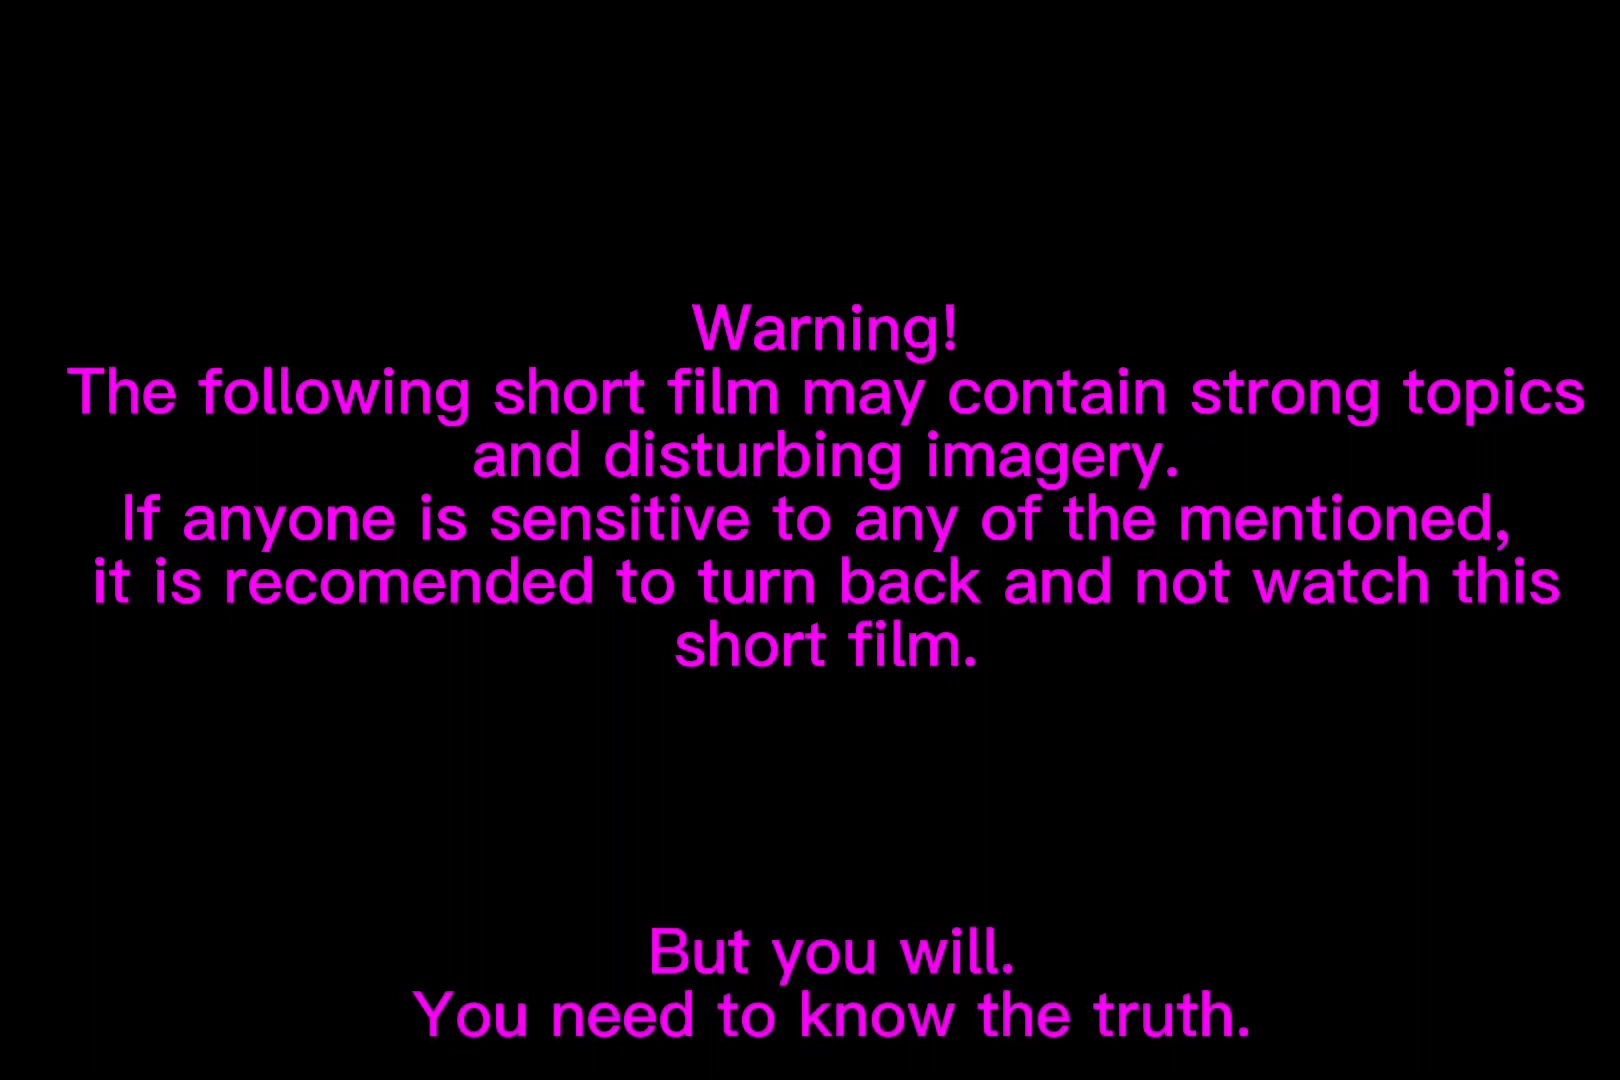 Warning!
The following short film may contain strong topics
and disturbing imagery.
If anyone is sensitive to any of the mentioned,
it is recomended to turn back and not watch this
short film.
But you will.
You need to know the truth.